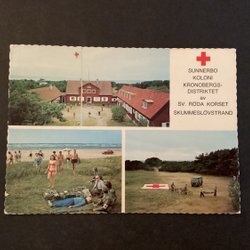 SUNNERBO
KOLONI
KRONOBERGS-
DISTRIKTET
AV
SV. RÖDA KORSET
SKUMMESLÖVSTRAND